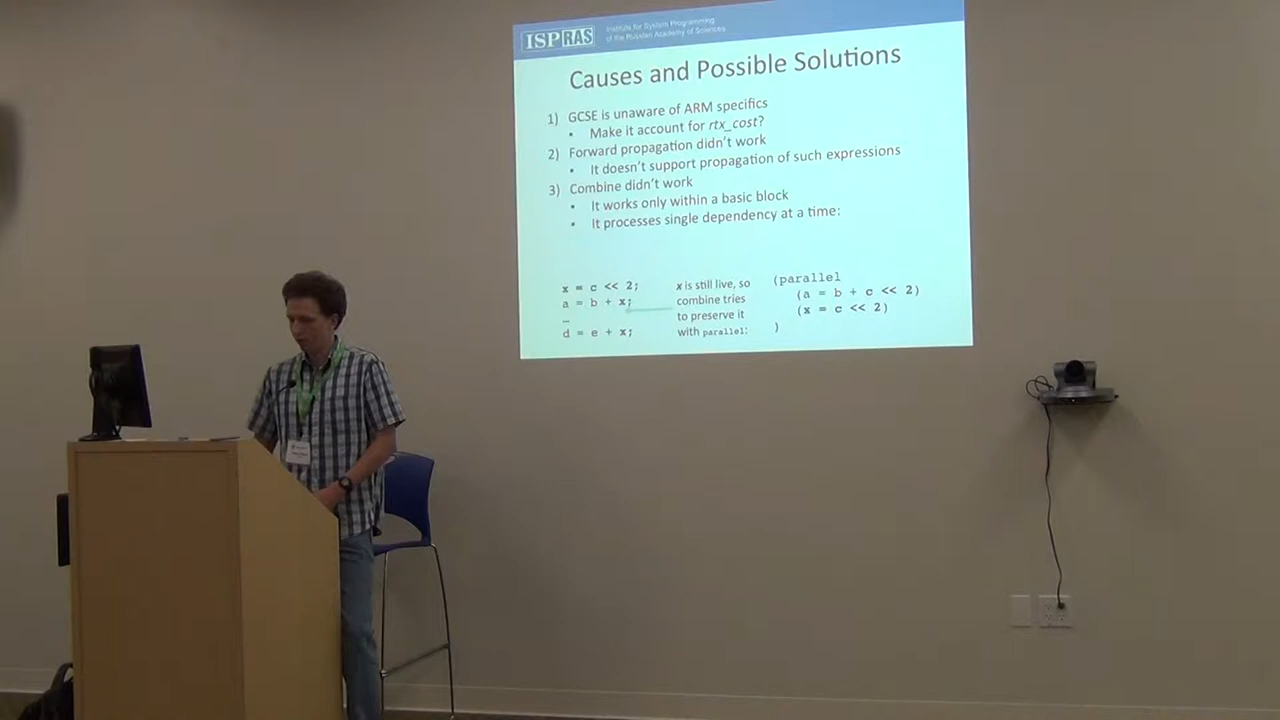 ISPRAS
Institute for System Programming
of the Russian Academy of Sciences
Causes and Possible Solutions
1) GCSE is unaware of ARM specifics
• Make it account for rtx_cost?
2) Forward propagation didn't work
• It doesn't support propagation of such expressions
3) Combine didn't work
• It works only within a basic block
• It processes single dependency at a time:
x = c << 2;
a = b + x;
…
d = e + x;
x is still live, so
combine tries
to preserve it
with parallel:
(parallel
(a = b + c << 2)
(x = c << 2)
)